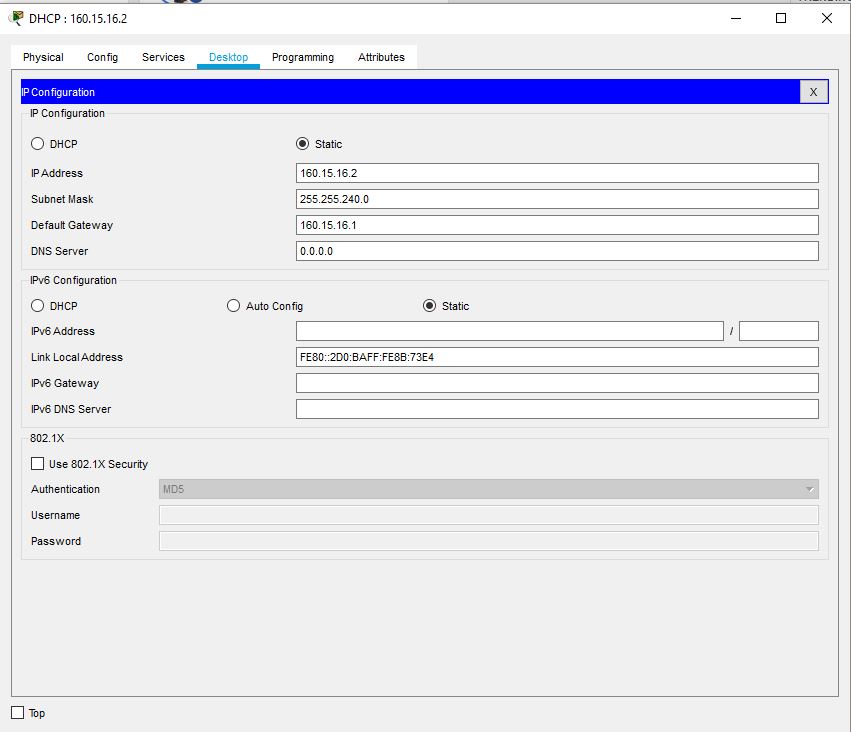 DHCP : 160.15.16.2
Physical Config Services Desktop Programming Attributes
IP Configuration X
IP Configuration
DHCP Static
IP Address 160.15.16.2
Subnet Mask 255.255.240.0
Default Gateway 160.15.16.1
DNS Server 0.0.0.0
IPv6 Configuration
DHCP Auto Config Static
IPv6 Address /
Link Local Address FE80::2D0:BAFF:FE8B:73E4
IPv6 Gateway
IPv6 DNS Server
802.1X
Use 802.1X Security
Authentication MD5
Username
Password
Top